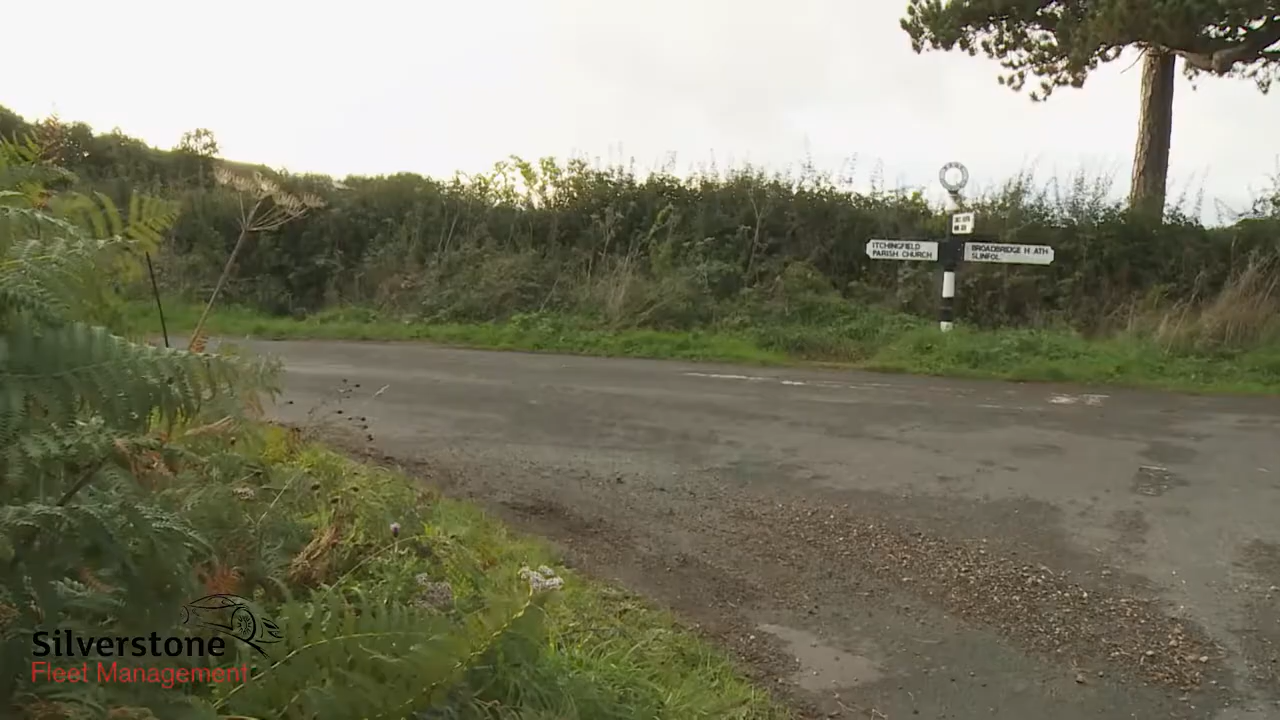 ITCHINGFIELD
PARISH CHURCH
BROADBRIDGE H ATH
SLINFOL
Silverstone
Fleet Management